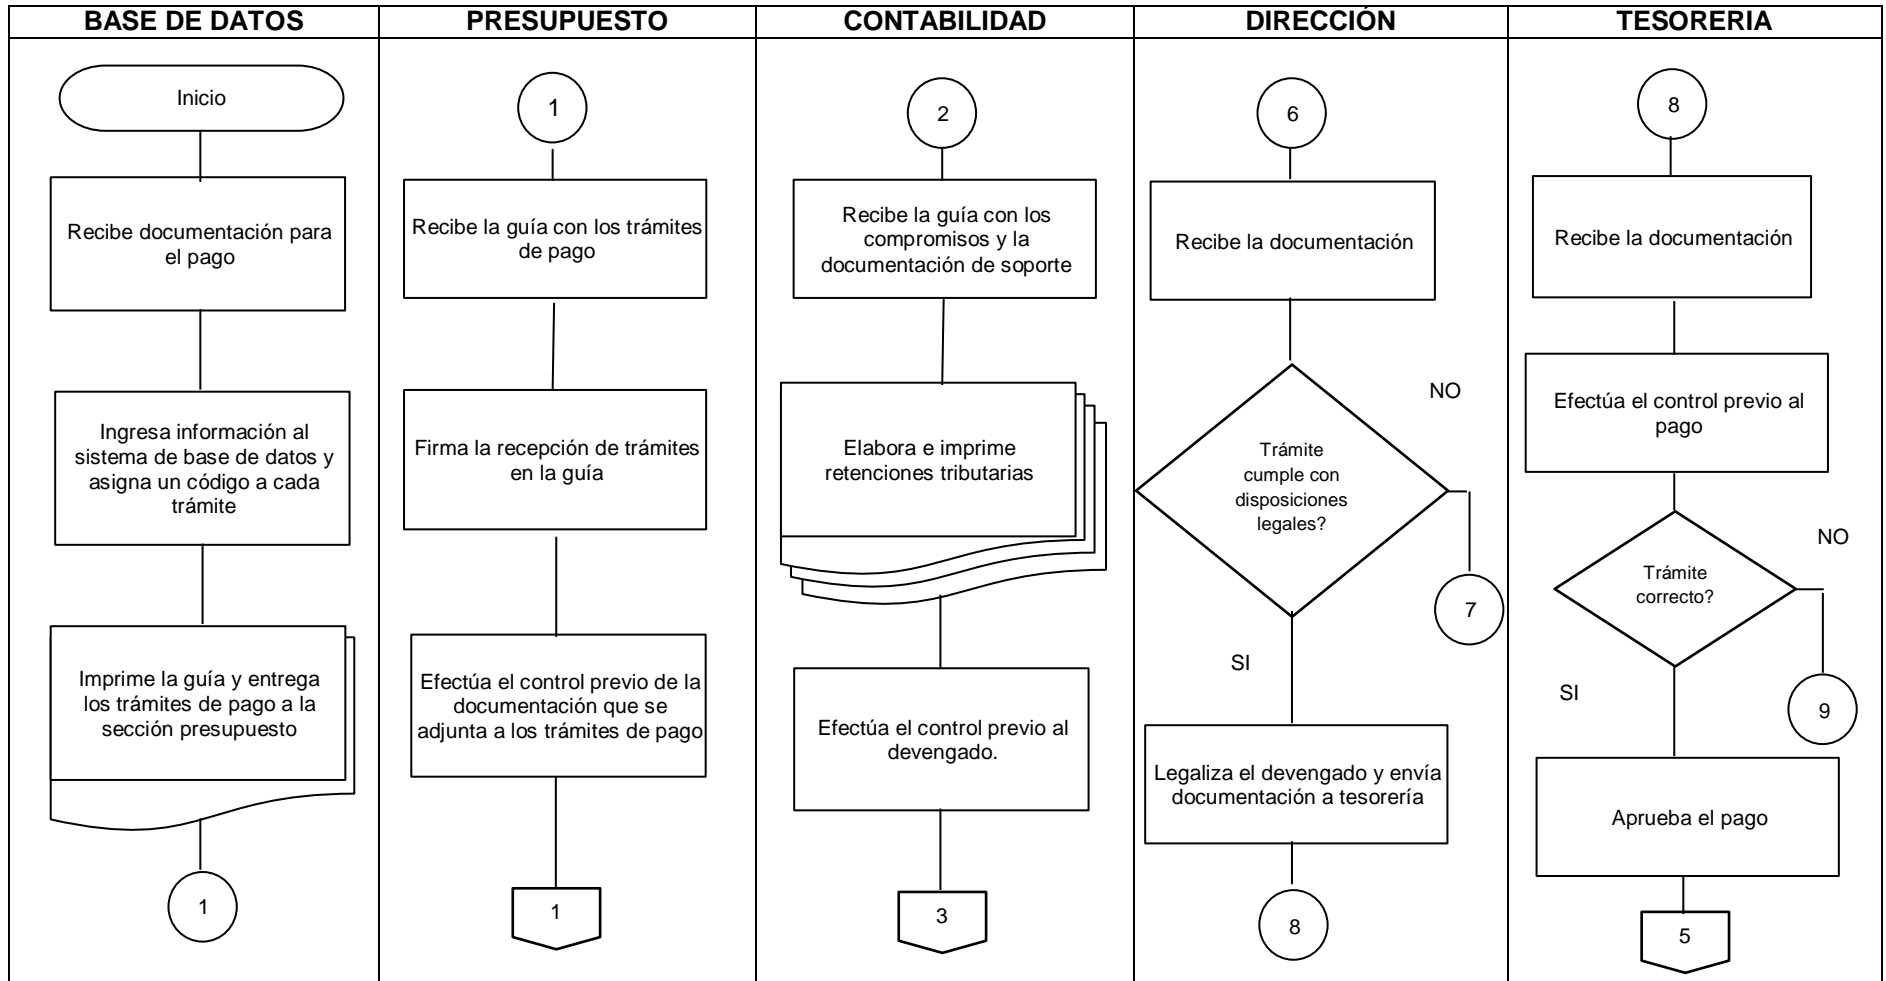 BASE DE DATOS
PRESUPUESTO
CONTABILIDAD
DIRECCIÓN
TESORERIA
Inicio
Recibe documentación para
el pago
Ingresa información al
sistema de base de datos y
asigna un código a cada
trámite
Imprime la guía y entrega
los trámites de pago a la
sección presupuesto
1
1
Recibe la guía con los trámites
de pago
Firma la recepción de trámites
en la guía
Efectúa el control previo de la
documentación que se
adjunta a los trámites de pago
1
2
Recibe la guía con los
compromisos y la
documentación de soporte
Elabora e imprime
retenciones tributarias
Efectúa el control previo al
devengado.
3
6
Recibe la documentación
NO
Trámite
cumple con
disposiciones
legales?
7
SI
Legaliza el devengado y envía
documentación a tesorería
8
8
Recibe la documentación
Efectúa el control previo al
pago
NO
Trámite
correcto?
SI
9
Aprueba el pago
5